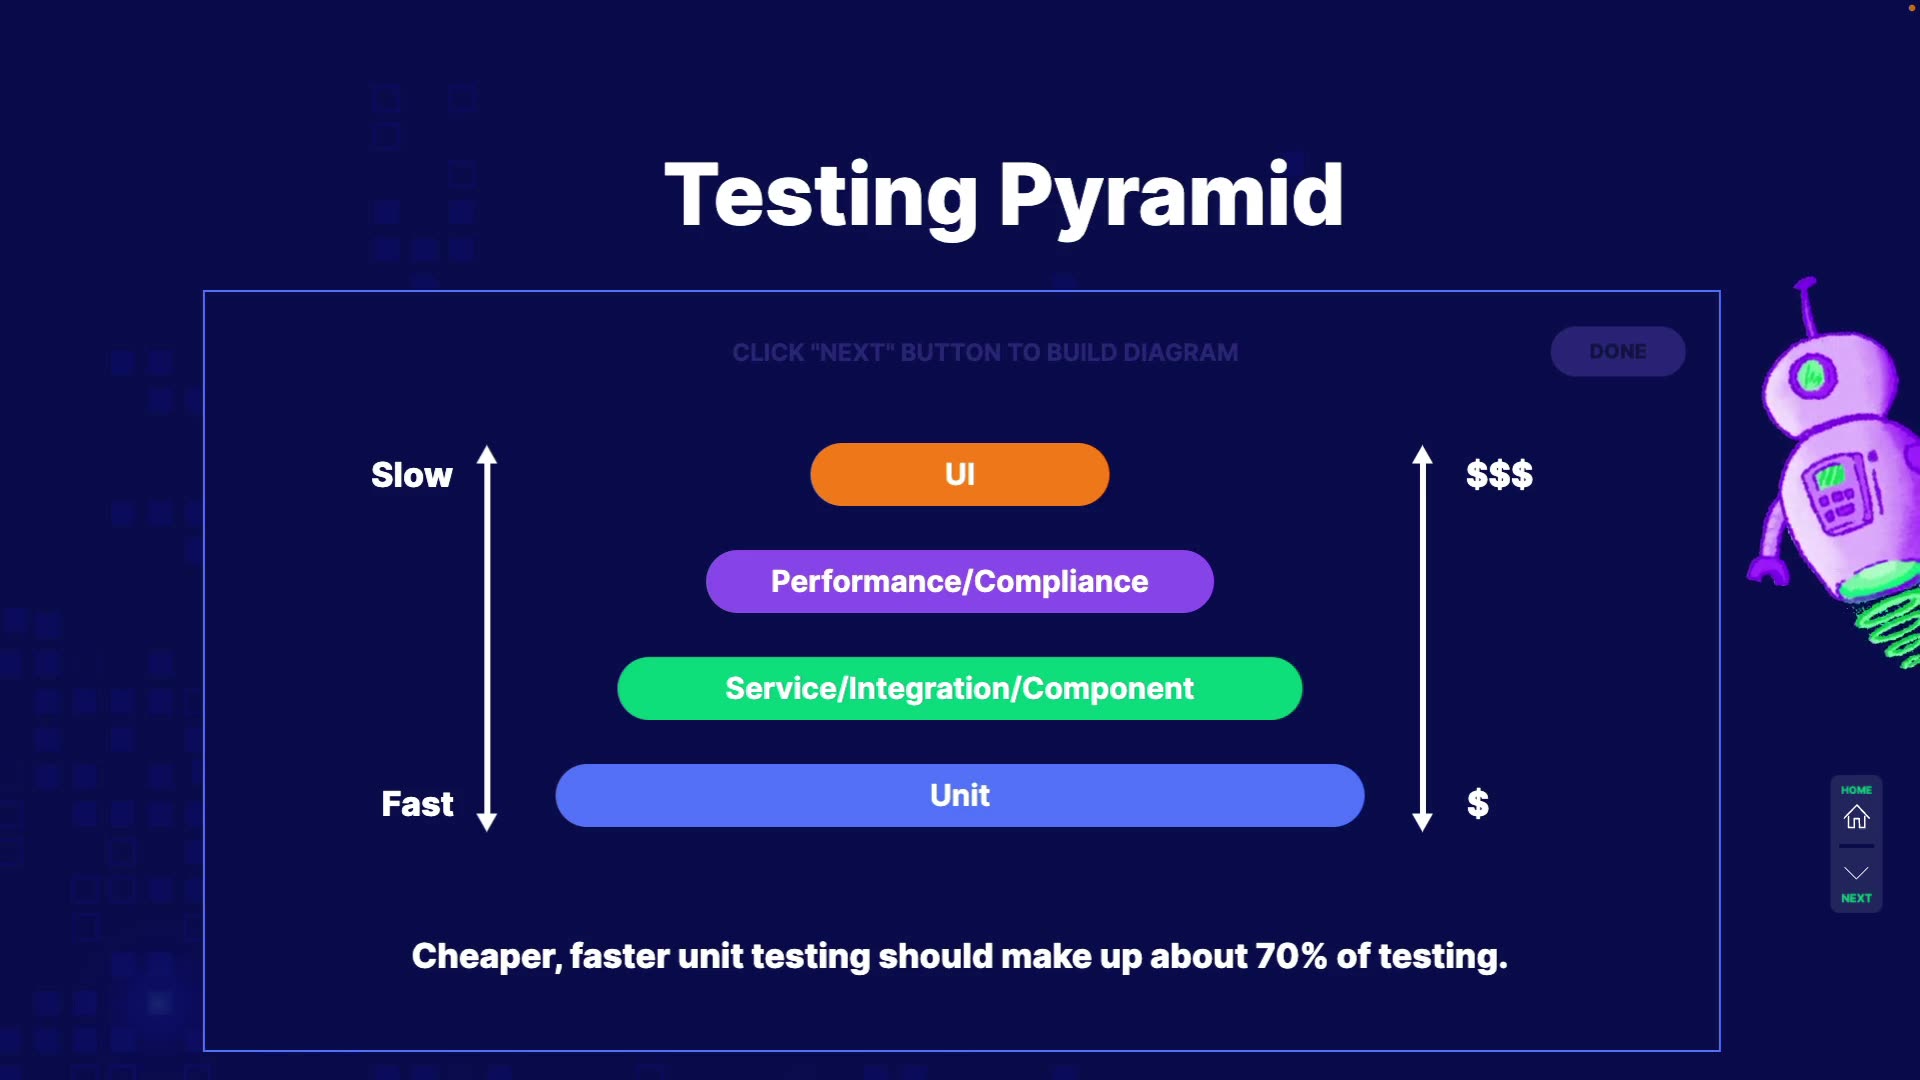 Testing Pyramid
CLICK "NEXT" BUTTON TO BUILD DIAGRAM
DONE
Slow
UI
$$$
Performance/Compliance
Service/Integration/Component
Fast
Unit
$
HOME
NEXT
Cheaper, faster unit testing should make up about 70% of testing.